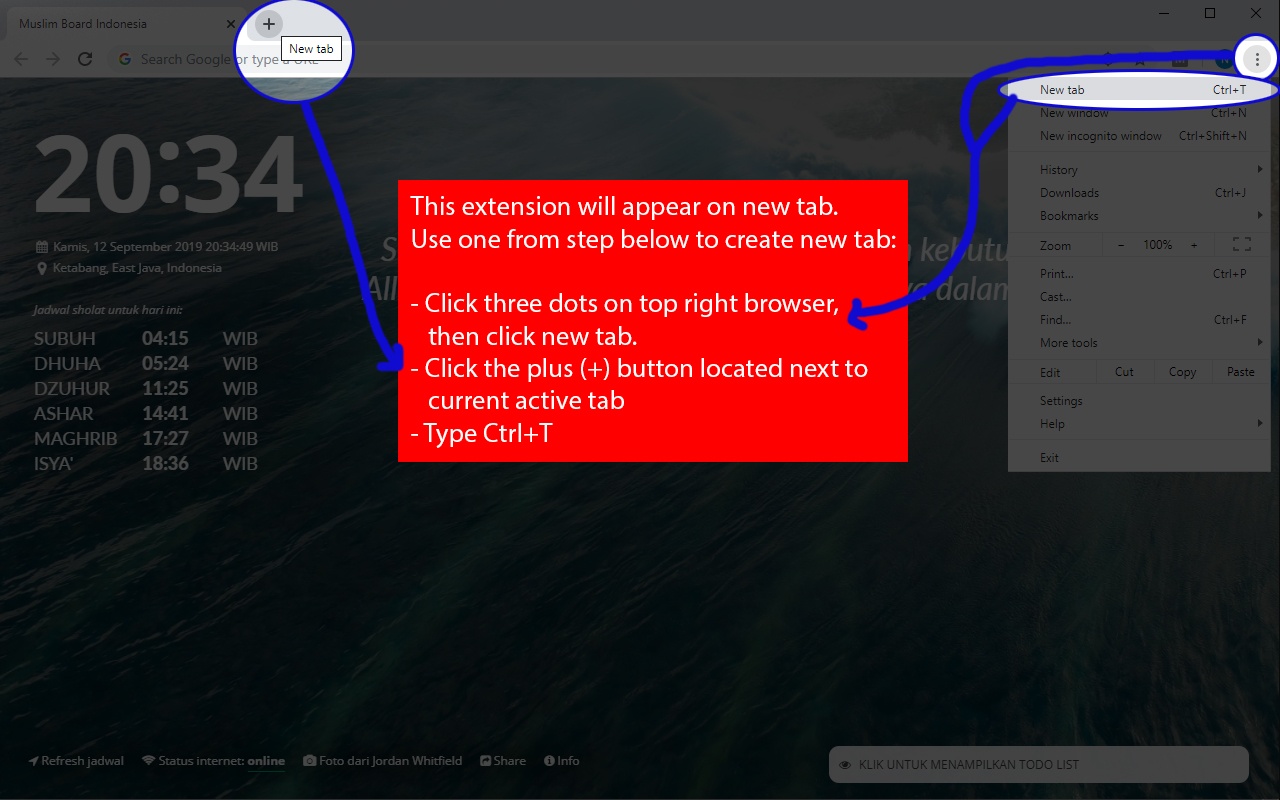 Muslim Board Indonesia
New tab
Search Google or type a URL
New tab Ctrl+T
New window Ctrl+N
New incognito window Ctrl+Shift+N
History
Downloads Ctrl+J
Bookmarks
Zoom − 100% +
Print... Ctrl+P
Cast...
Find... Ctrl+F
More tools
Edit Cut Copy Paste
Settings
Help
Exit
20:34
Kamis, 12 September 2019 20:34:49 WIB
Ketabang, East Java, Indonesia
Jadwal sholat untuk hari ini:
SUBUH 04:15 WIB
DHUHA 05:24 WIB
DZUHUR 11:25 WIB
ASHAR 14:41 WIB
MAGHRIB 17:27 WIB
ISYA' 18:36 WIB
This extension will appear on new tab.
Use one from step below to create new tab:
- Click three dots on top right browser,
then click new tab.
- Click the plus (+) button located next to
current active tab
- Type Ctrl+T
dalam
Refresh jadwal Status internet: online Foto dari Jordan Whitfield Share Info
KLIK UNTUK MENAMPILKAN TODO LIST